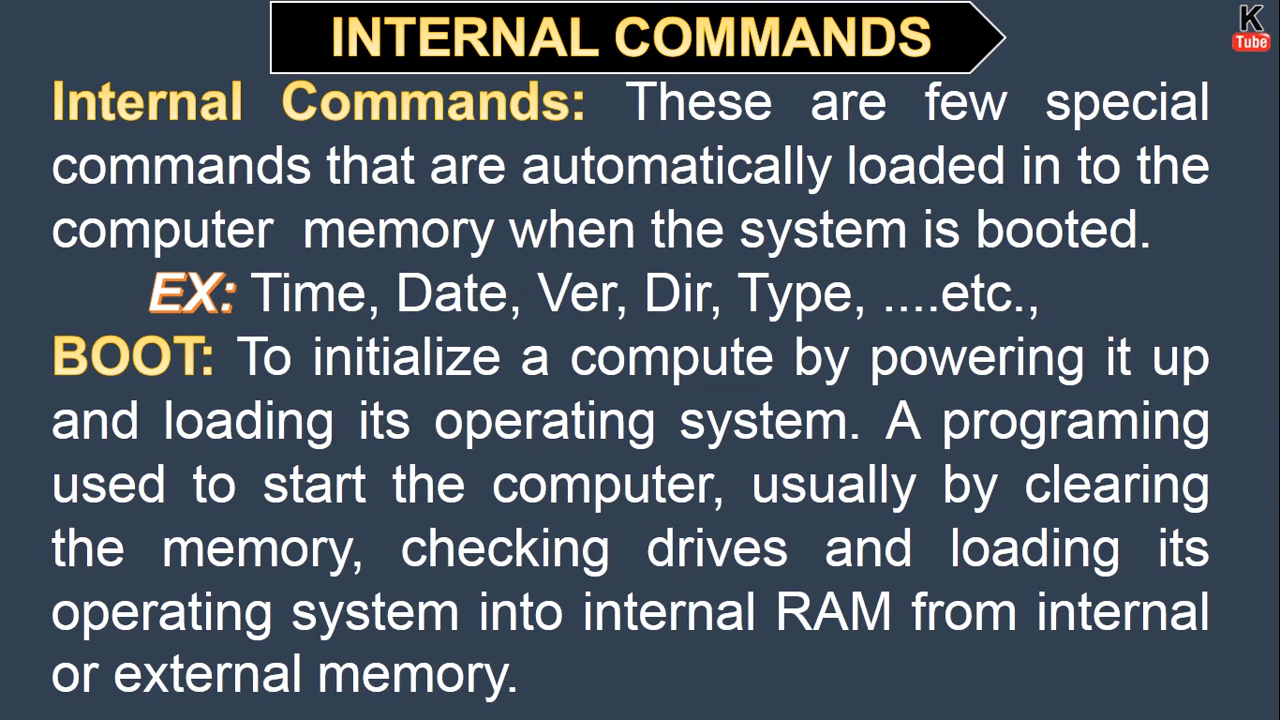 INTERNAL COMMANDS
K
Tube
Internal Commands: These are few special
commands that are automatically loaded in to the
computer memory when the system is booted.
EX: Time, Date, Ver, Dir, Type, ....etc.,
BOOT: To initialize a compute by powering it up
and loading its operating system. A programing
used to start the computer, usually by clearing
the memory, checking drives and loading its
operating system into internal RAM from internal
or external memory.